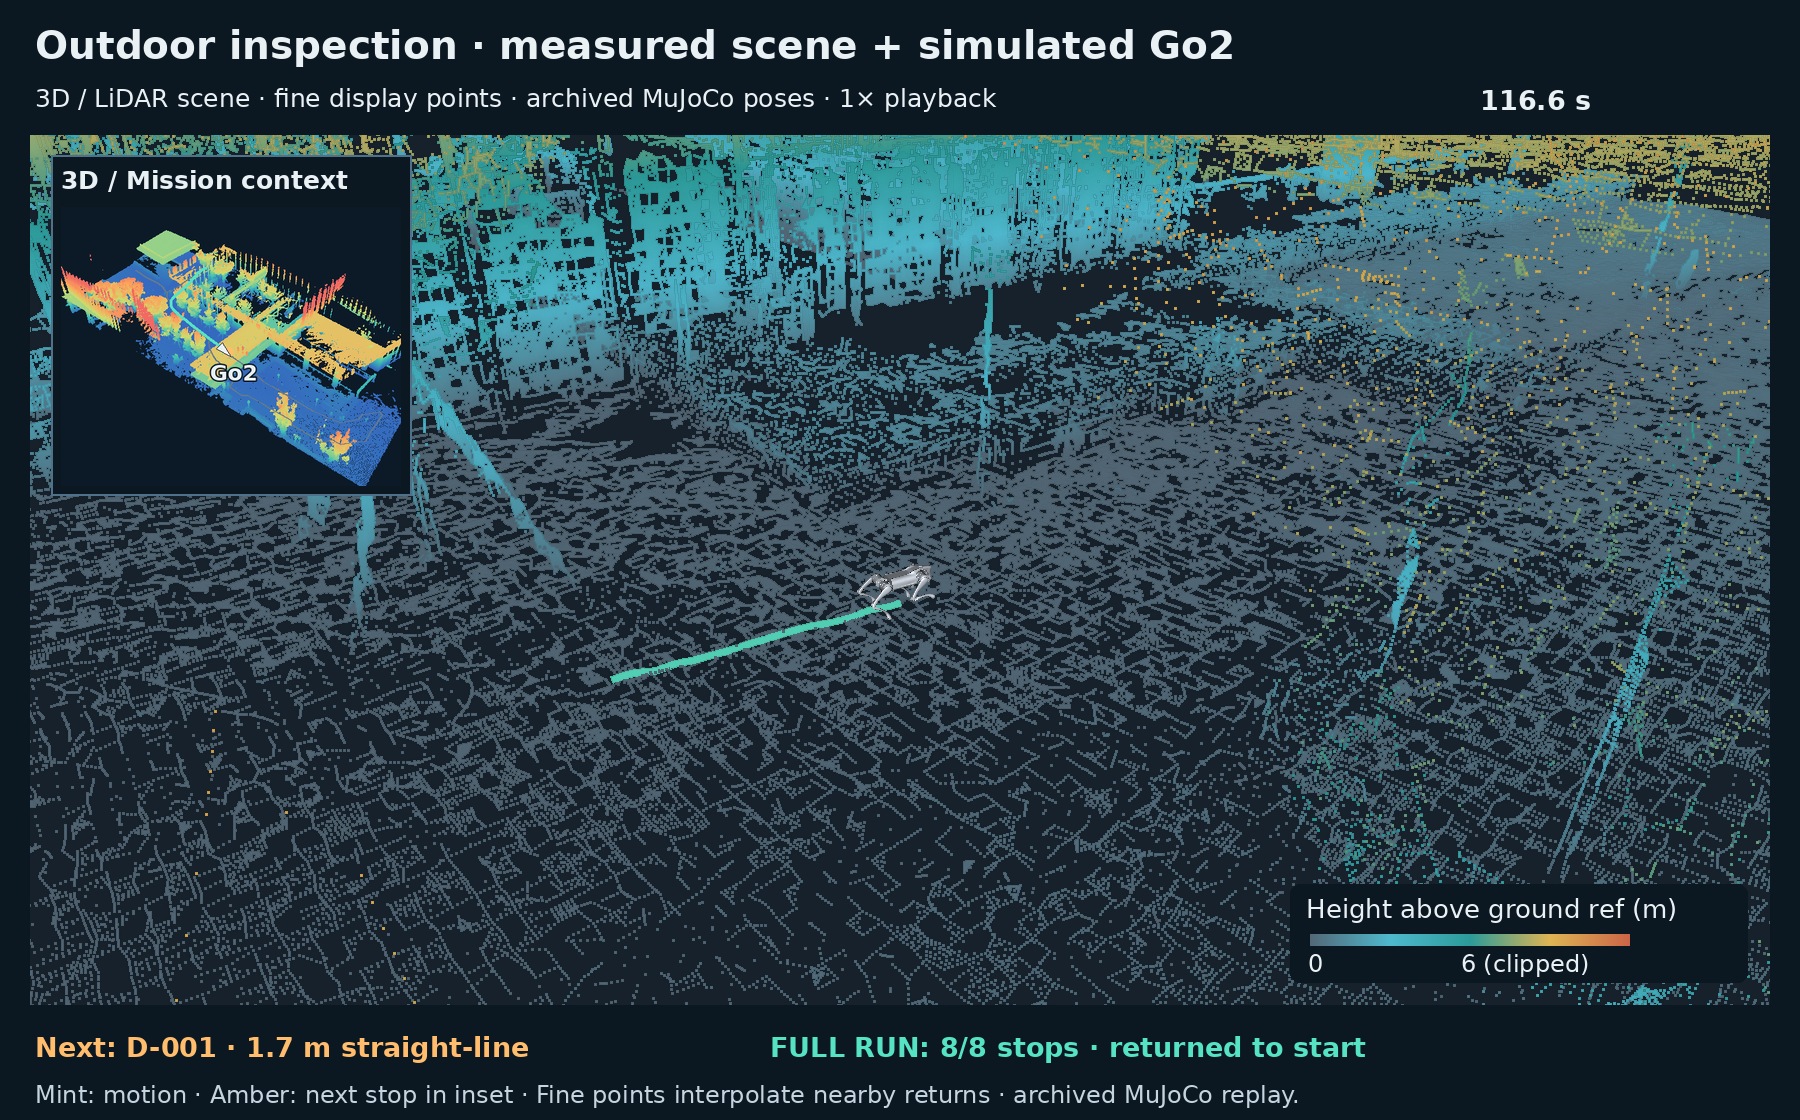 Outdoor inspection · measured scene + simulated Go2
3D / LiDAR scene · fine display points · archived MuJoCo poses · 1× playback
116.6 s
3D / Mission context
Go2
Height above ground ref (m)
0
6 (clipped)
Next: D-001 · 1.7 m straight-line
FULL RUN: 8/8 stops · returned to start
Mint: motion · Amber: next stop in inset · Fine points interpolate nearby returns · archived MuJoCo replay.